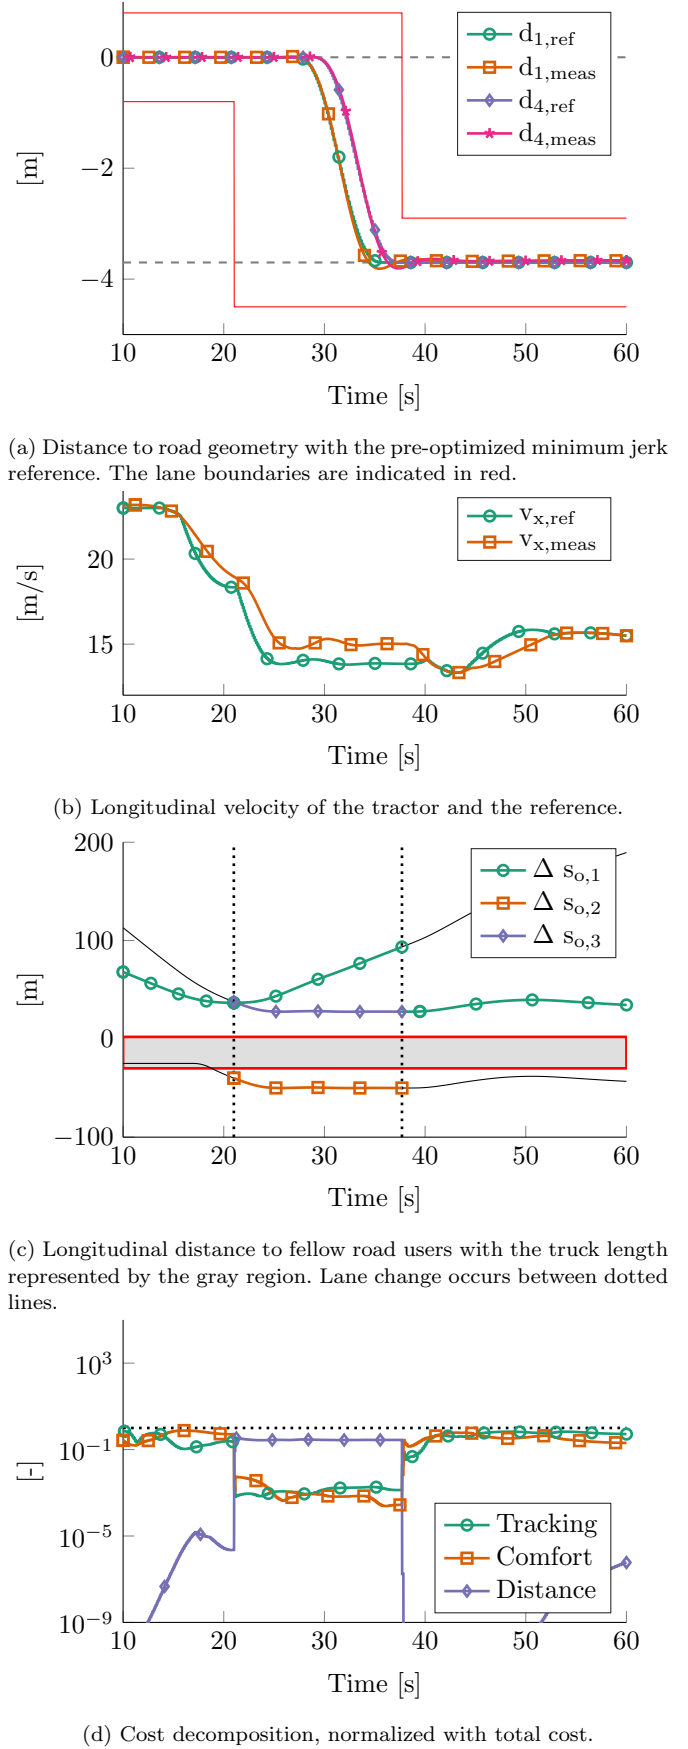 0
−2
−4
[m]
d1,ref
d1,meas
d4,ref
d4,meas
10 20 30 40 50 60
Time [s]
(a) Distance to road geometry with the pre-optimized minimum jerk
reference. The lane boundaries are indicated in red.
20
15
[m/s]
vx,ref
vx,meas
10 20 30 40 50 60
Time [s]
(b) Longitudinal velocity of the tractor and the reference.
200
100
0
−100
[m]
Δ so,1
Δ so,2
Δ so,3
10 20 30 40 50 60
Time [s]
(c) Longitudinal distance to fellow road users with the truck length
represented by the gray region. Lane change occurs between dotted
lines.
10^3
10^−1
10^−5
10^−9
[-]
Tracking
Comfort
Distance
10 20 30 40 50 60
Time [s]
(d) Cost decomposition, normalized with total cost.